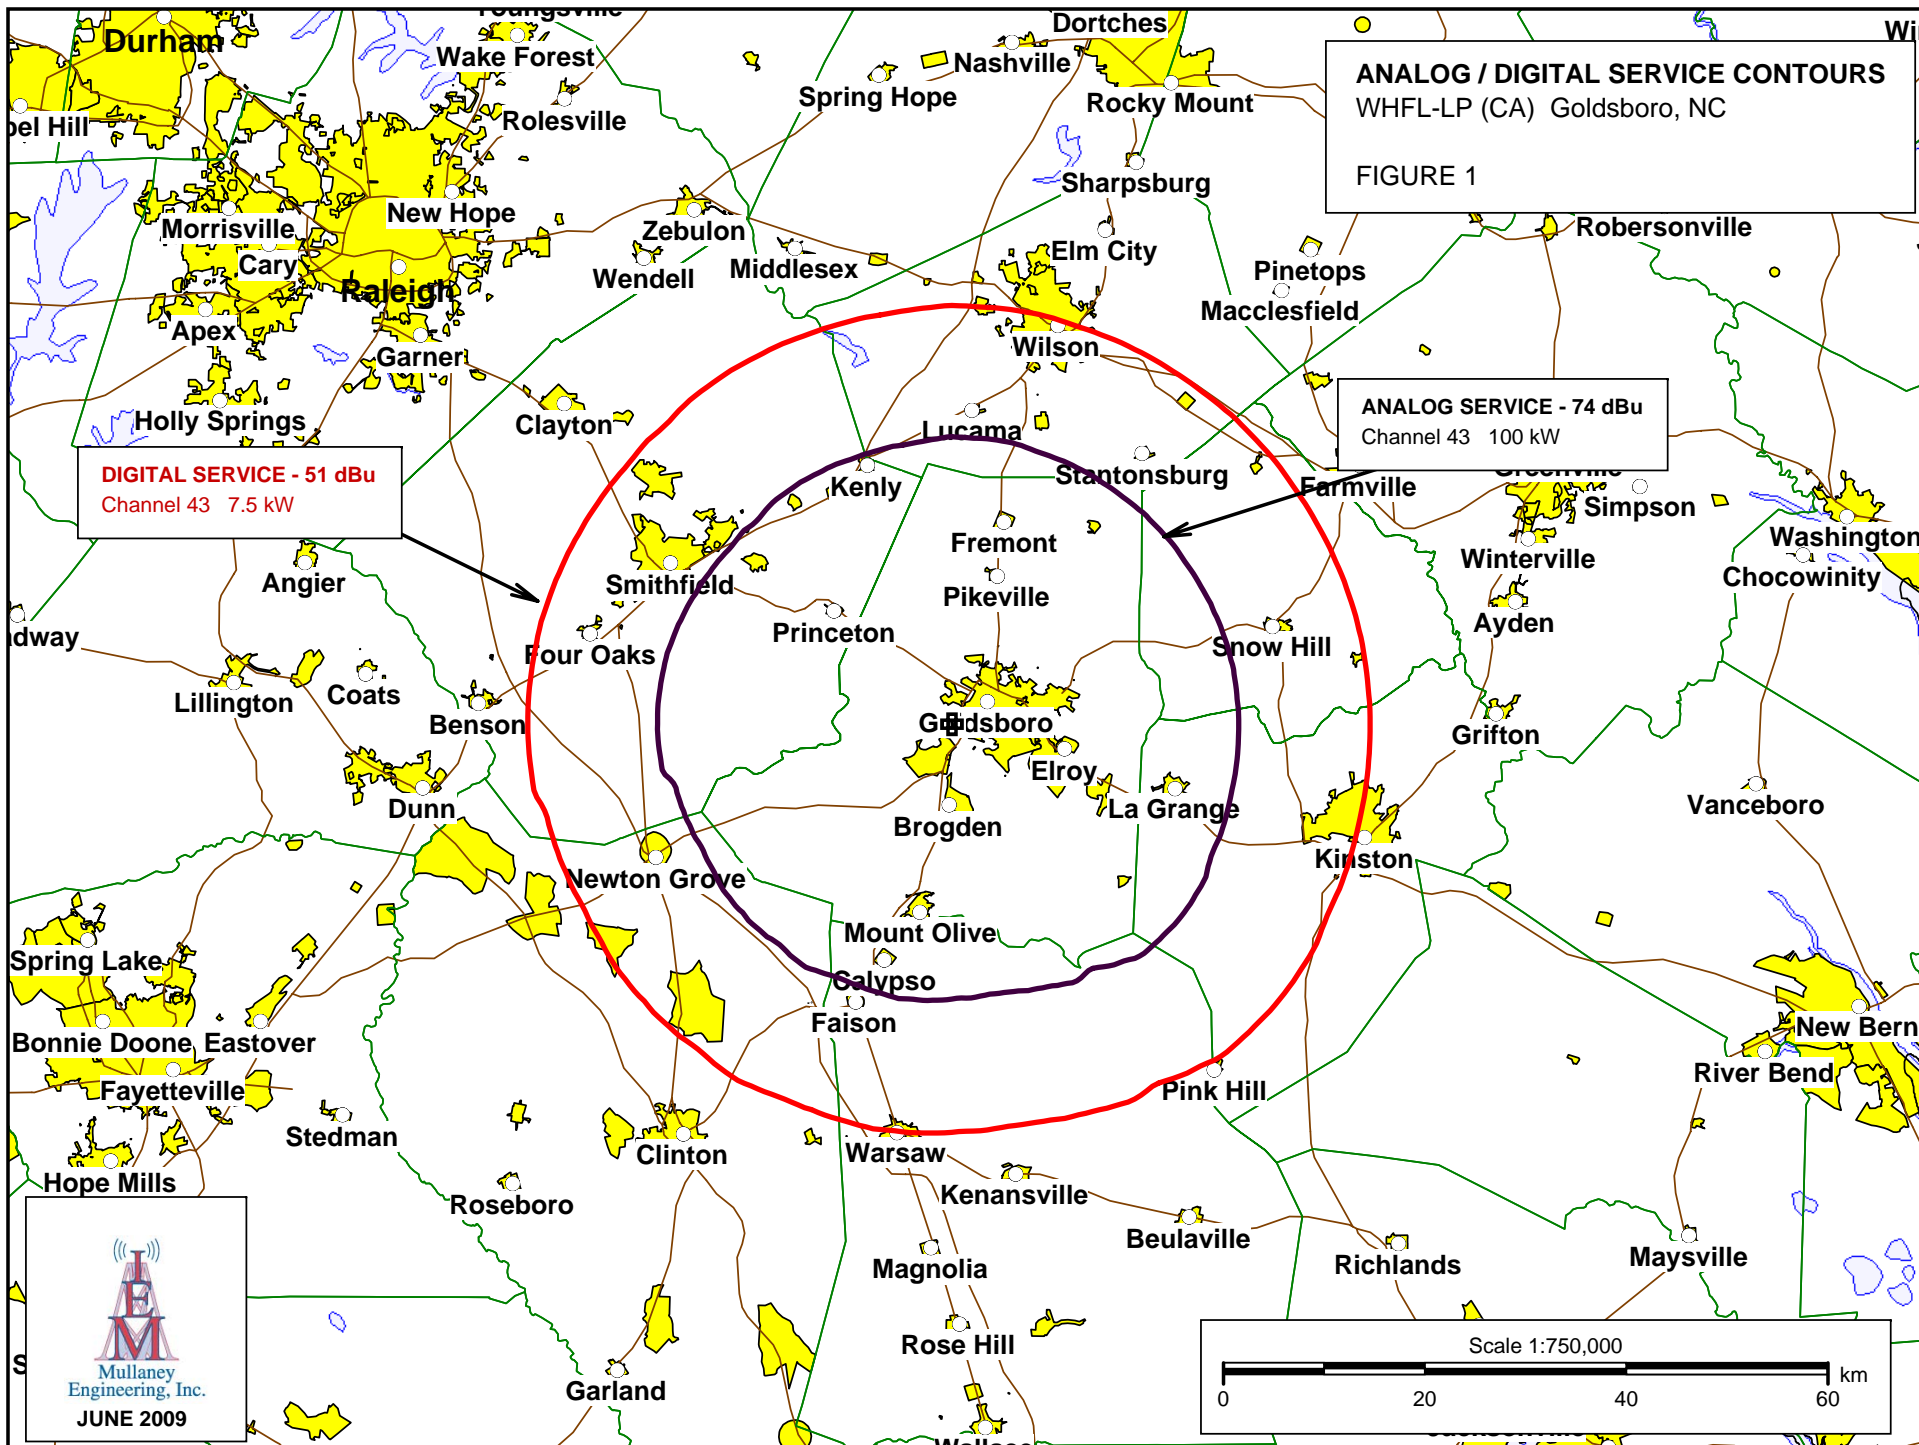 Youngsville
Dortches
Durham
Wake Forest
Nashville
Spring Hope
Rocky Mount
Rolesville
ANALOG / DIGITAL SERVICE CONTOURS
WHFL-LP (CA) Goldsboro, NC
FIGURE 1
Sharpsburg
New Hope
Morrisville
Zebulon
Robersonville
Elm City
Cary
Wendell
Middlesex
Pinetops
Raleigh
Macclesfield
Apex
Garner
Wilson
Holly Springs
Clayton
Lucama
ANALOG SERVICE - 74 dBu
Channel 43 100 kW
DIGITAL SERVICE - 51 dBu
Channel 43 7.5 kW
Kenly
Stantonsburg
Greenville
Farmville
Simpson
Fremont
Washington
Winterville
Angier
Smithfield
Chocowinity
Pikeville
Princeton
Ayden
Four Oaks
Snow Hill
Lillington
Coats
Benson
Goldsboro
Grifton
Elroy
Dunn
Brogden
La Grange
Vanceboro
Kinston
Newton Grove
Mount Olive
Spring Lake
Calypso
Faison
New Bern
Bonnie Doone
Eastover
River Bend
Fayetteville
Pink Hill
Stedman
Clinton
Warsaw
Hope Mills
Roseboro
Kenansville
Beulaville
Richlands
Maysville
Magnolia
Rose Hill
Garland
IEM
Mullaney
Engineering, Inc.
JUNE 2009
Scale 1:750,000
km
0 20 40 60